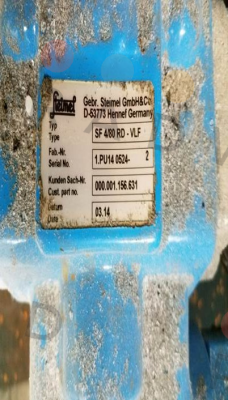 Steimel
Gebr. Steimel GmbH&Co
D-53773 Hennef Germany
Typ
Type
SF 4/80 RD - VLF
Fab.-Nr.
Serial No.
1.PU14 0524- 2
Kunden Sach-Nr.
Cust. part no.
000.001.156.631
Datum
Date
03.14